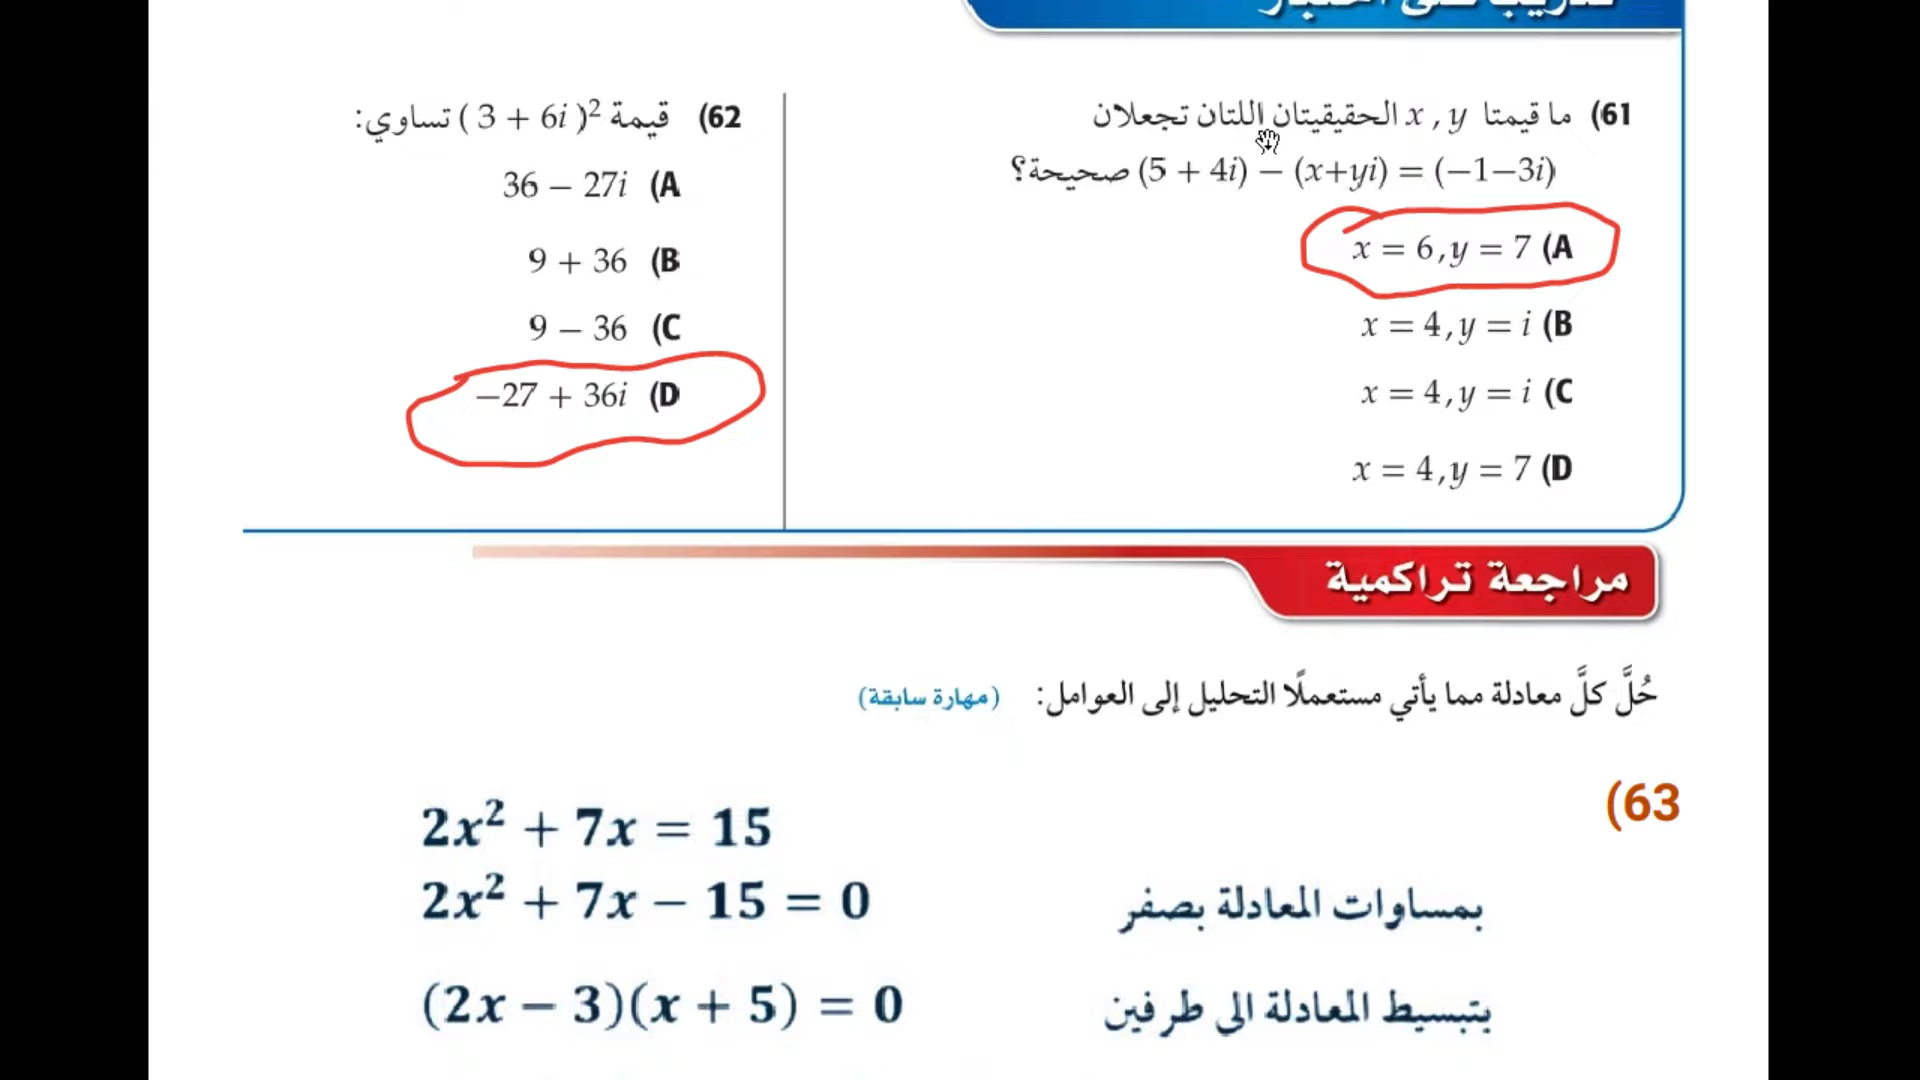 61) ما قيمتا x , y الحقيقيتان اللتان تجعلان
(5 + 4i) − (x+yi) = (−1−3i) صحيحة؟
A) x = 6,y = 7
B) x = 4,y = i
C) x = 4,y = i
D) x = 4,y = 7
62) قيمة (3 + 6i)² تساوي:
A) 36 − 27i
B) 9 + 36
C) 9 − 36
D) −27 + 36i
مراجعة تراكمية
حُلَّ كلَّ معادلة مما يأتي مستعملًا التحليل إلى العوامل: (مهارة سابقة)
63)
2x² + 7x = 15
2x² + 7x − 15 = 0 بمساوات المعادلة بصفر
(2x − 3)(x + 5) = 0 يتبسيط المعادلة الى طرفين